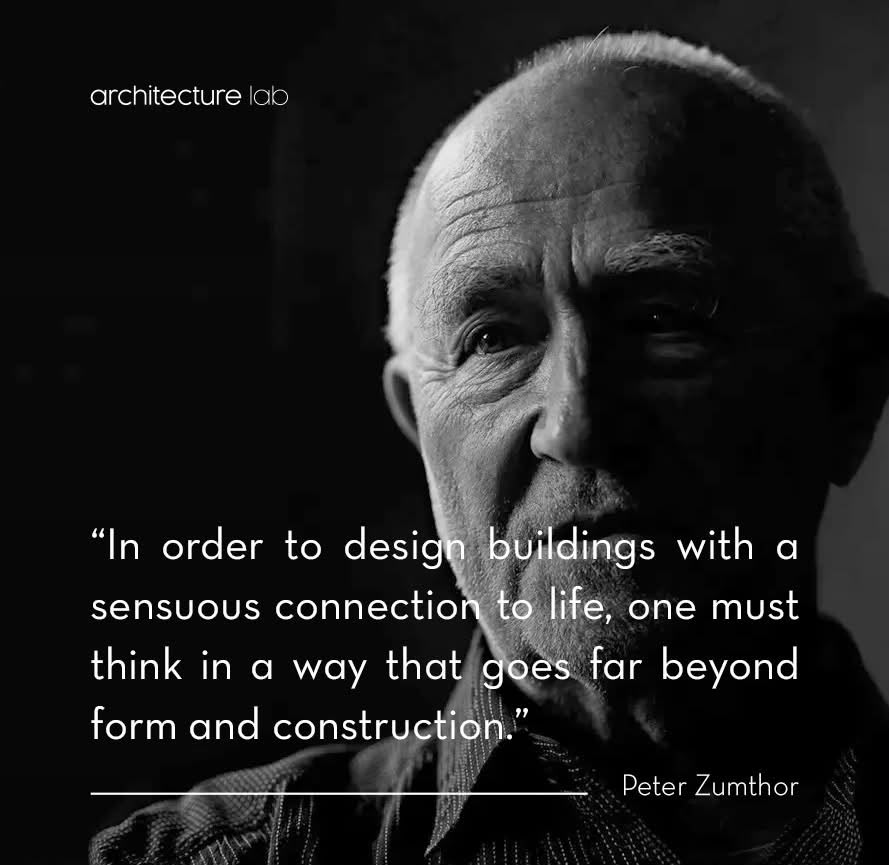 architecture lab
“In order to design buildings with a
sensuous connection to life, one must
think in a way that goes far beyond
form and construction.”
Peter Zumthor